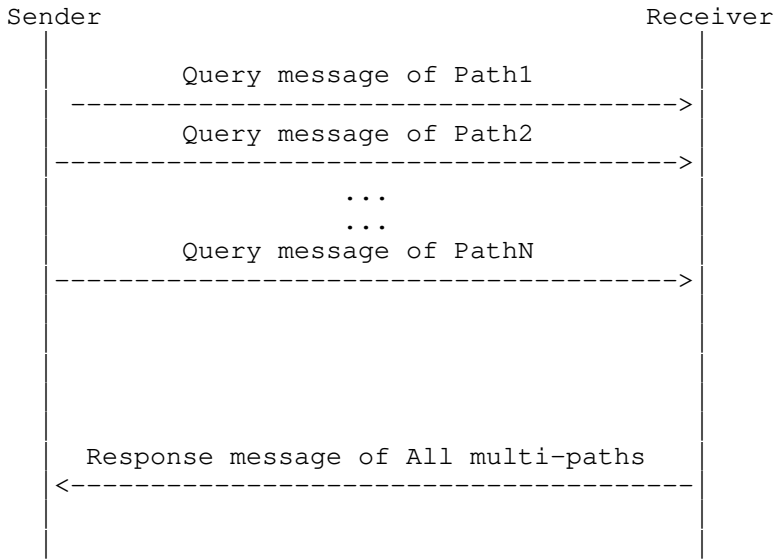 Sender Receiver
Query message of Path1
Query message of Path2
...
...
Query message of PathN
Response message of All multi-paths